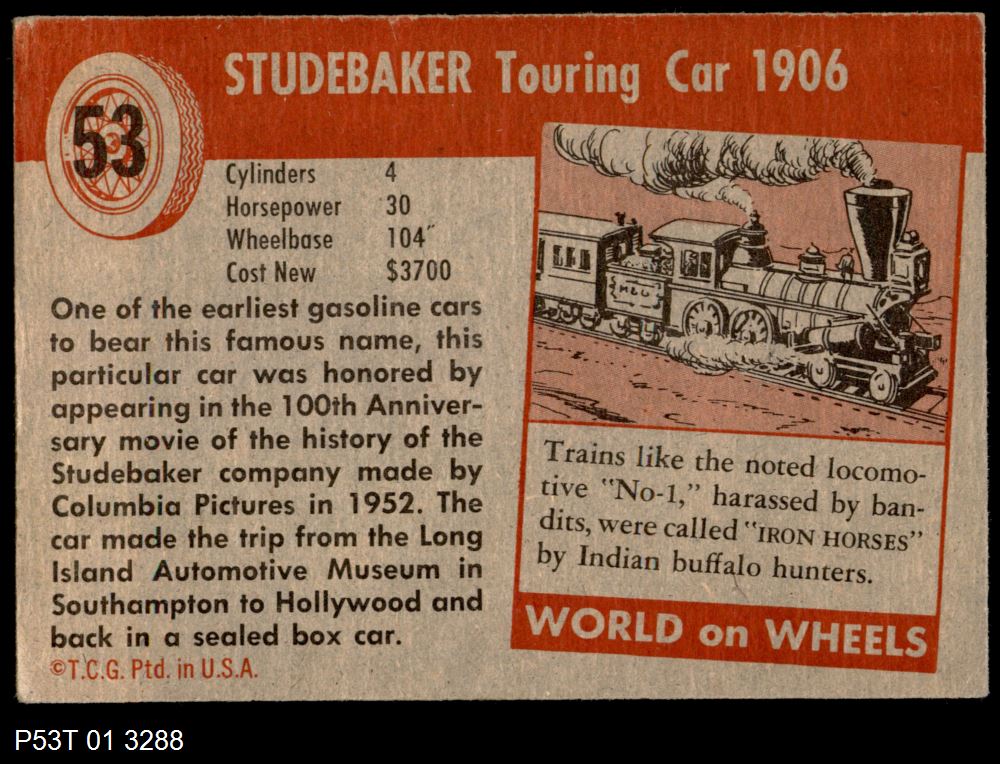 53
STUDEBAKER Touring Car 1906
Cylinders 4
Horsepower 30
Wheelbase 104"
Cost New $3700
One of the earliest gasoline cars
to bear this famous name, this
particular car was honored by
appearing in the 100th Anniver-
sary movie of the history of the
Studebaker company made by
Columbia Pictures in 1952. The
car made the trip from the Long
Island Automotive Museum in
Southampton to Hollywood and
back in a sealed box car.
©T.C.G. Ptd. in U.S.A.
Trains like the noted locomo-
tive "No-1," harassed by ban-
dits, were called "IRON HORSES"
by Indian buffalo hunters.
WORLD on WHEELS
P53T 01 3288